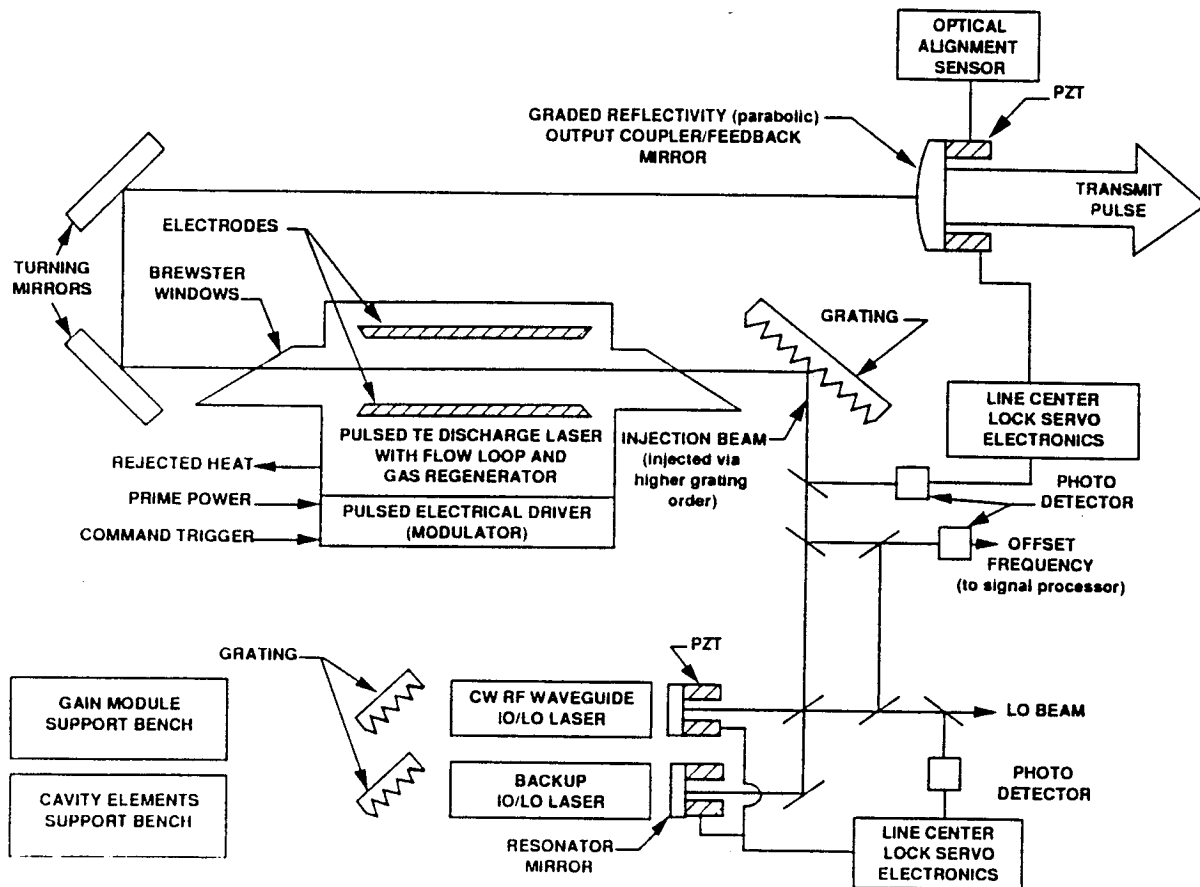 OPTICAL
ALIGNMENT
SENSOR
PZT
GRADED REFLECTIVITY (parabolic)
OUTPUT COUPLER/FEEDBACK
MIRROR
TRANSMIT
PULSE
ELECTRODES
TURNING
MIRRORS
BREWSTER
WINDOWS
GRATING
LINE CENTER
LOCK SERVO
ELECTRONICS
PULSED TE DISCHARGE LASER
WITH FLOW LOOP AND
GAS REGENERATOR
INJECTION BEAM
(injected via
higher grating
order)
REJECTED HEAT
PRIME POWER
COMMAND TRIGGER
PULSED ELECTRICAL DRIVER
(MODULATOR)
PHOTO
DETECTOR
OFFSET
FREQUENCY
(to signal processor)
GRATING
PZT
GAIN MODULE
SUPPORT BENCH
CW RF WAVEGUIDE
IO/LO LASER
LO BEAM
CAVITY ELEMENTS
SUPPORT BENCH
BACKUP
IO/LO LASER
PHOTO
DETECTOR
RESONATOR
MIRROR
LINE CENTER
LOCK SERVO
ELECTRONICS